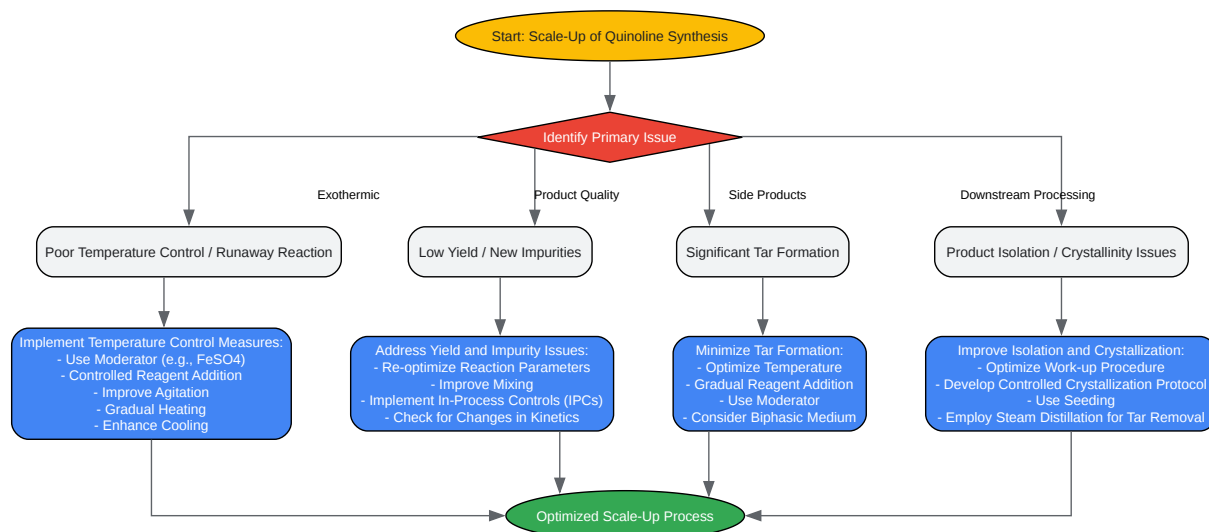 Start: Scale-Up of Quinoline Synthesis
Identify Primary Issue
Exothermic
Product Quality
Side Products
Downstream Processing
Poor Temperature Control / Runaway Reaction
Low Yield / New Impurities
Significant Tar Formation
Product Isolation / Crystallinity Issues
Implement Temperature Control Measures:
- Use Moderator (e.g., FeSO4)
- Controlled Reagent Addition
- Improve Agitation
- Gradual Heating
- Enhance Cooling
Address Yield and Impurity Issues:
- Re-optimize Reaction Parameters
- Improve Mixing
- Implement In-Process Controls (IPCs)
- Check for Changes in Kinetics
Minimize Tar Formation:
- Optimize Temperature
- Gradual Reagent Addition
- Use Moderator
- Consider Biphasic Medium
Improve Isolation and Crystallization:
- Optimize Work-up Procedure
- Develop Controlled Crystallization Protocol
- Use Seeding
- Employ Steam Distillation for Tar Removal
Optimized Scale-Up Process